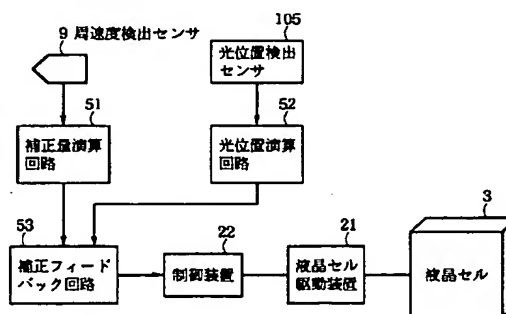 9 周速度検出センサ
105
光位置検出
センサ
51
補正量演算
回路
52
光位置演算
回路
53
補正フィード
バック回路
22
制御装置
21
液晶セル
駆動装置
3
液晶セル